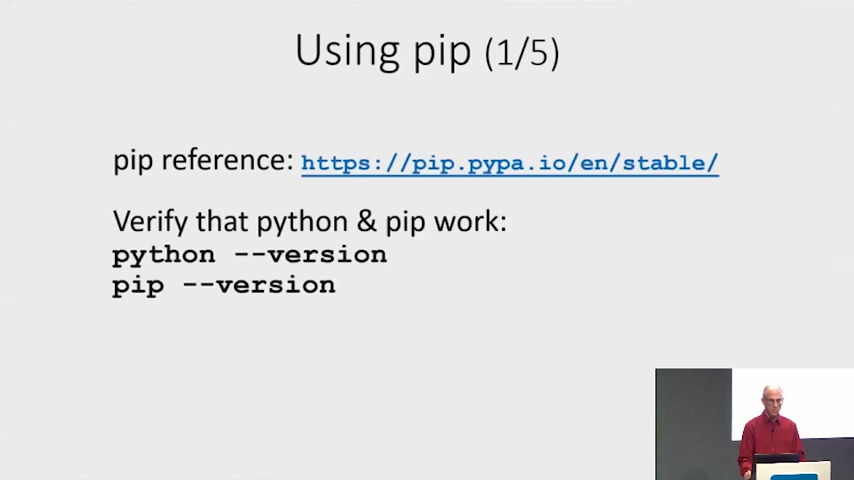 Using pip (1/5)
pip reference: https://pip.pypa.io/en/stable/
Verify that python & pip work:
python --version
pip --version